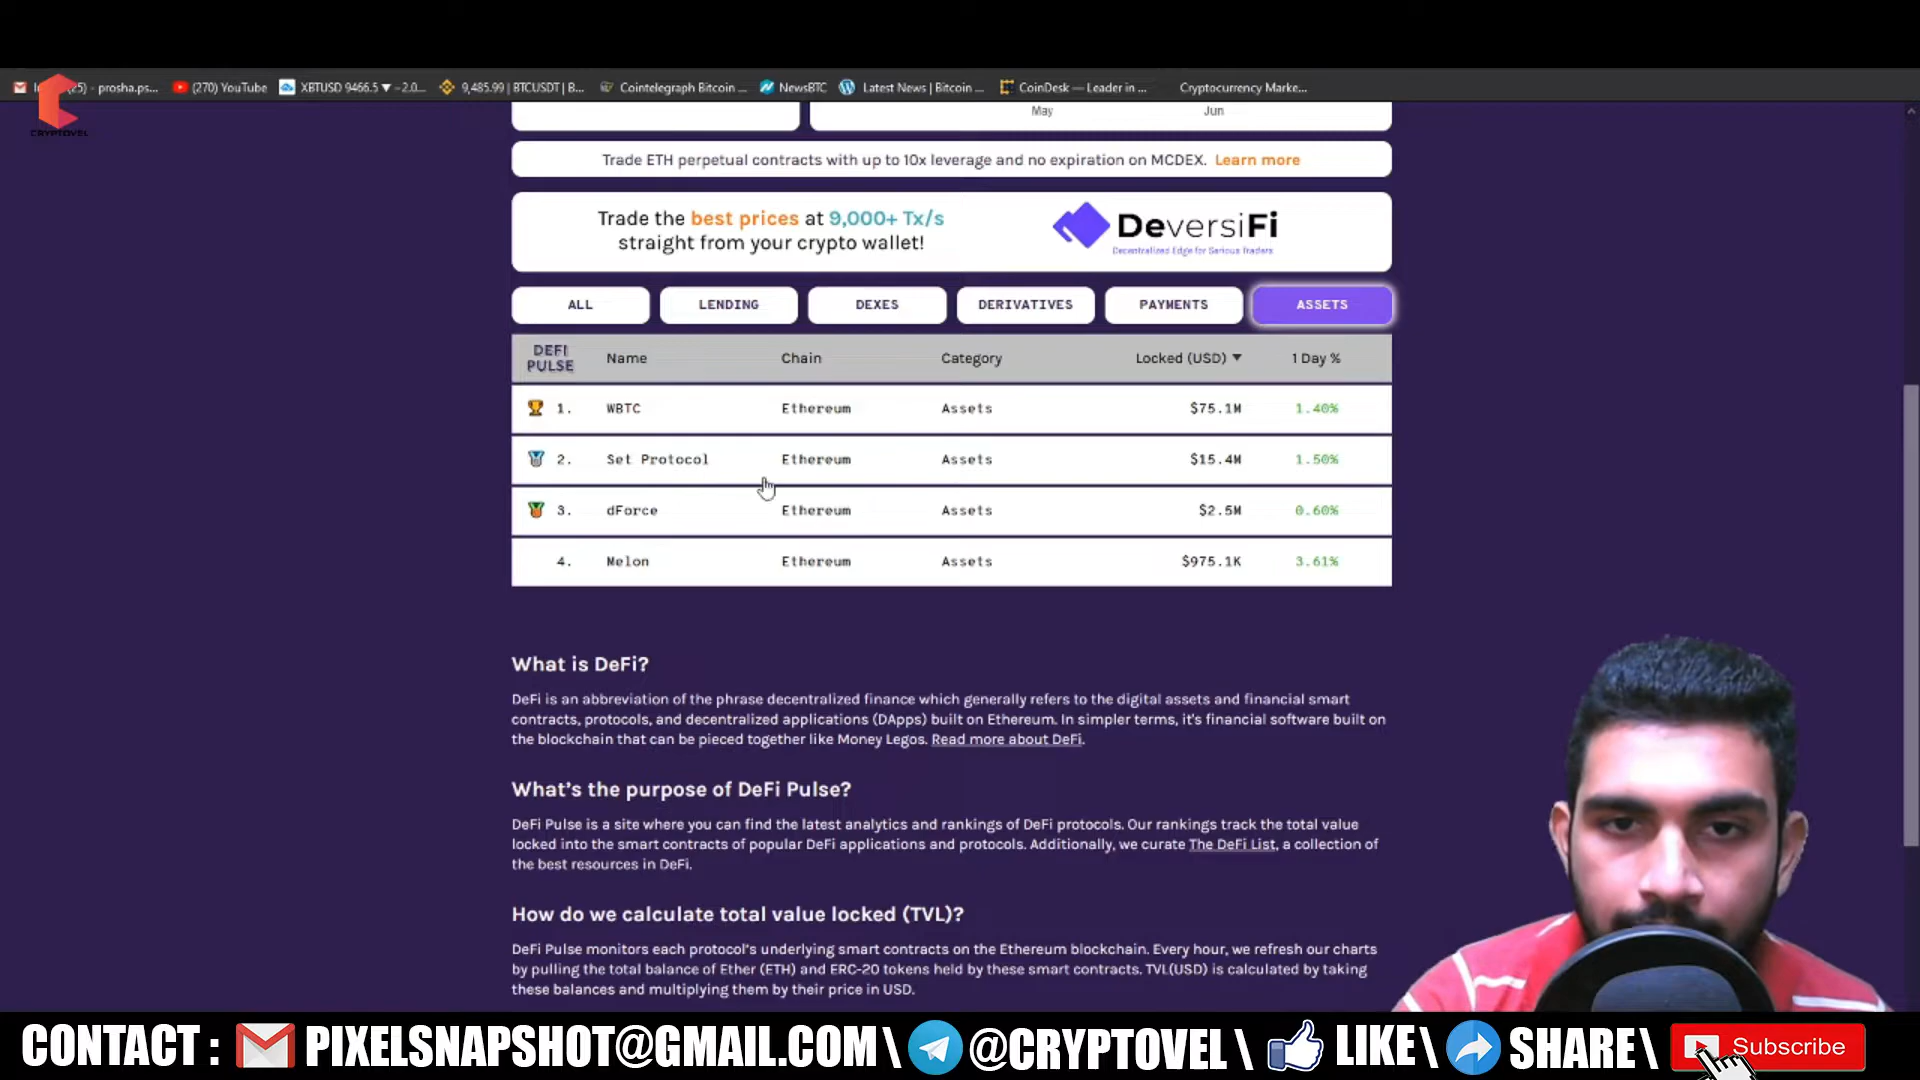 (25) - prosha.ps... (270) YouTube XBTUSD 9466.5 ▼ -2.0... 9,485.99 | BTCUSDT | B... Cointelegraph Bitcoin ... NewsBTC Latest News | Bitcoin ... CoinDesk — Leader in ... Cryptocurrency Marke...
CRYPTOVEL
May Jun
Trade ETH perpetual contracts with up to 10x leverage and no expiration on MCDEX. Learn more
Trade the best prices at 9,000+ Tx/s
straight from your crypto wallet!
DeversiFi
Decentralized Edge for Serious Traders
ALL LENDING DEXES DERIVATIVES PAYMENTS ASSETS
DEFI PULSE Name Chain Category Locked (USD) ▼ 1 Day %
1. WBTC Ethereum Assets $75.1M 1.40%
2. Set Protocol Ethereum Assets $15.4M 1.50%
3. dForce Ethereum Assets $2.5M 0.60%
4. Melon Ethereum Assets $975.1K 3.61%
What is DeFi?
DeFi is an abbreviation of the phrase decentralized finance which generally refers to the digital assets and financial smart
contracts, protocols, and decentralized applications (DApps) built on Ethereum. In simpler terms, it's financial software built on
the blockchain that can be pieced together like Money Legos. Read more about DeFi.
What's the purpose of DeFi Pulse?
DeFi Pulse is a site where you can find the latest analytics and rankings of DeFi protocols. Our rankings track the total value
locked into the smart contracts of popular DeFi applications and protocols. Additionally, we curate The DeFi List, a collection of
the best resources in DeFi.
How do we calculate total value locked (TVL)?
DeFi Pulse monitors each protocol's underlying smart contracts on the Ethereum blockchain. Every hour, we refresh our charts
by pulling the total balance of Ether (ETH) and ERC-20 tokens held by these smart contracts. TVL(USD) is calculated by taking
these balances and multiplying them by their price in USD.
CONTACT : PIXELSNAPSHOT@GMAIL.COM \ @CRYPTOVEL \ LIKE \ SHARE \ Subscribe